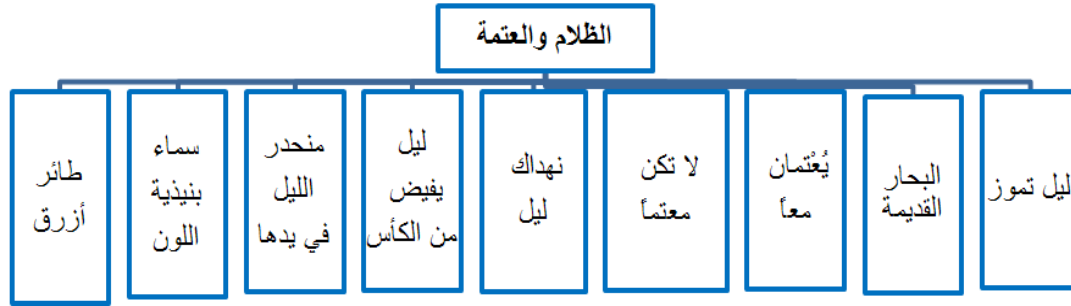 الظلام والعتمة
ليل تموز
البحار
القديمة
يُعْتمان
معاً
لا تكن
معتماً
نهداك
ليل
ليل
يفيض
من الكأس
منحدر
الليل
في يدها
سماء
بنيذية
اللون
طائر
أزرق